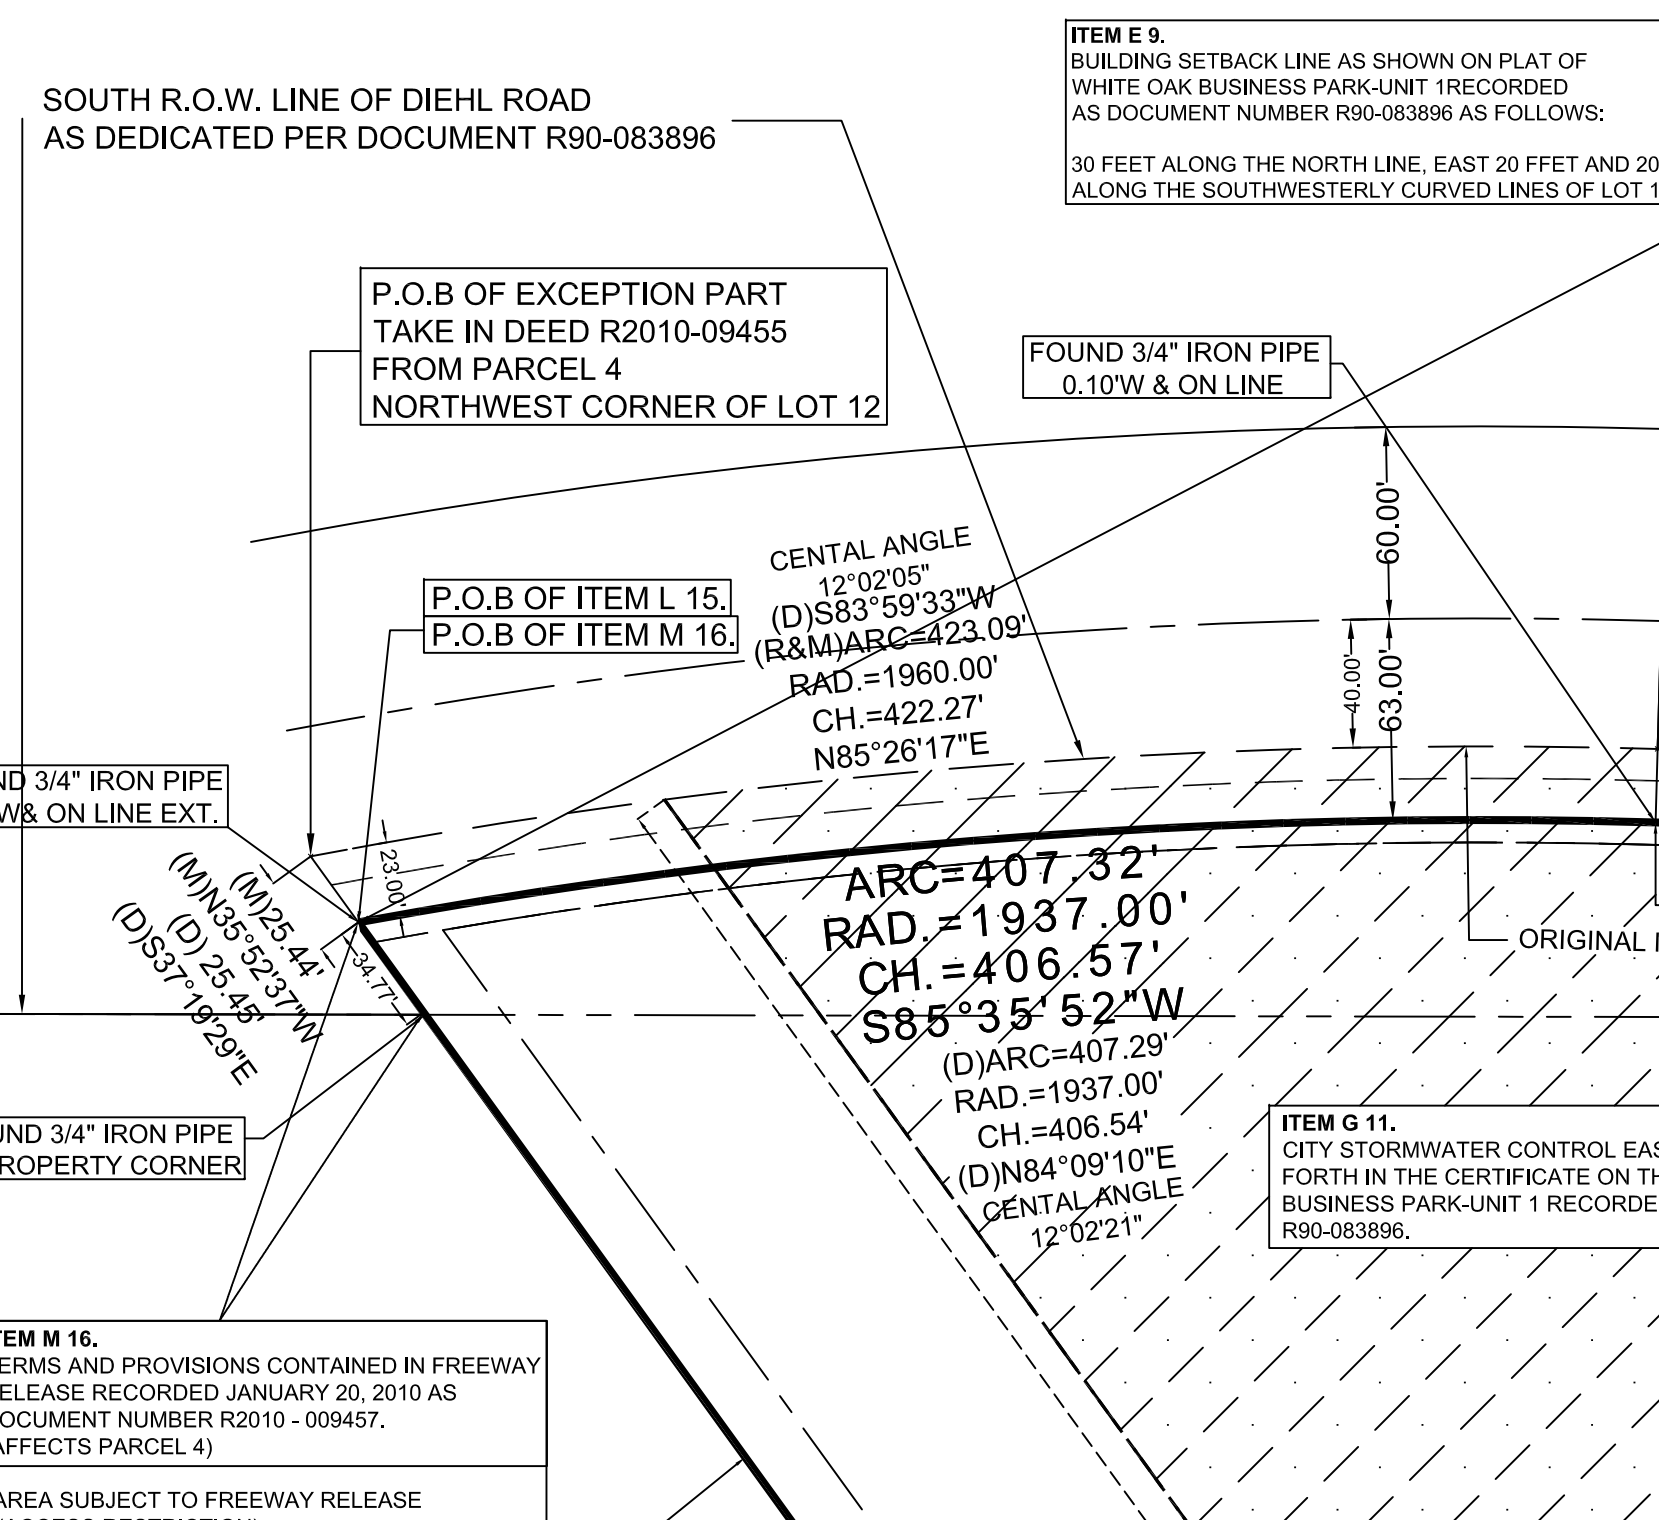 ITEM E 9.
BUILDING SETBACK LINE AS SHOWN ON PLAT OF
WHITE OAK BUSINESS PARK-UNIT 1RECORDED
AS DOCUMENT NUMBER R90-083896 AS FOLLOWS:
30 FEET ALONG THE NORTH LINE, EAST 20 FFET AND 20
ALONG THE SOUTHWESTERLY CURVED LINES OF LOT 1
SOUTH R.O.W. LINE OF DIEHL ROAD
AS DEDICATED PER DOCUMENT R90-083896
P.O.B OF EXCEPTION PART
TAKE IN DEED R2010-09455
FROM PARCEL 4
NORTHWEST CORNER OF LOT 12
FOUND 3/4" IRON PIPE
0.10'W & ON LINE
60.00'
CENTAL ANGLE
12°02'05"
(D)S83°59'33"W
(R&M)ARC=423.09'
RAD.=1960.00'
CH.=422.27'
N85°26'17"E
P.O.B OF ITEM L 15.
P.O.B OF ITEM M 16.
40.00'
63.00'
ND 3/4" IRON PIPE
W& ON LINE EXT.
23.00'
(M)25.44'
(M)N35°52'37"W
(D) 25.45'
(D)S37°19'29"E
34.77'
ARC=407.32'
RAD.=1937.00'
CH.=406.57'
S85°35'52"W
(D)ARC=407.29'
RAD.=1937.00'
CH.=406.54'
(D)N84°09'10"E
CENTAL ANGLE
12°02'21"
ORIGINAL
UND 3/4" IRON PIPE
ROPERTY CORNER
ITEM G 11.
CITY STORMWATER CONTROL EAS
FORTH IN THE CERTIFICATE ON TH
BUSINESS PARK-UNIT 1 RECORDE
R90-083896.
TEM M 16.
ERMS AND PROVISIONS CONTAINED IN FREEWAY
ELEASE RECORDED JANUARY 20, 2010 AS
OCUMENT NUMBER R2010 - 009457.
AFFECTS PARCEL 4)
AREA SUBJECT TO FREEWAY RELEASE